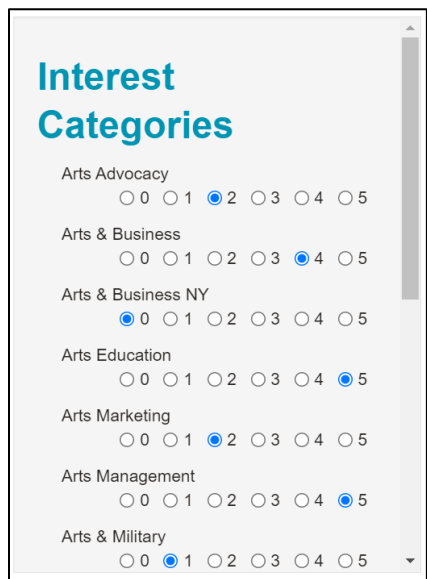 Interest
Categories
Arts Advocacy
0 1 2 3 4 5
Arts & Business
0 1 2 3 4 5
Arts & Business NY
0 1 2 3 4 5
Arts Education
0 1 2 3 4 5
Arts Marketing
0 1 2 3 4 5
Arts Management
0 1 2 3 4 5
Arts & Military
0 1 2 3 4 5